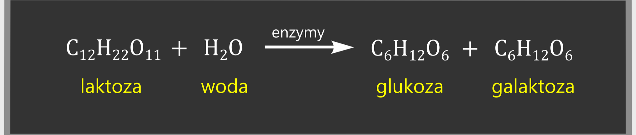 enzymy
C₁₂H₂₂O₁₁ + H₂O ⟶ C₆H₁₂O₆ + C₆H₁₂O₆
laktoza woda glukoza galaktoza